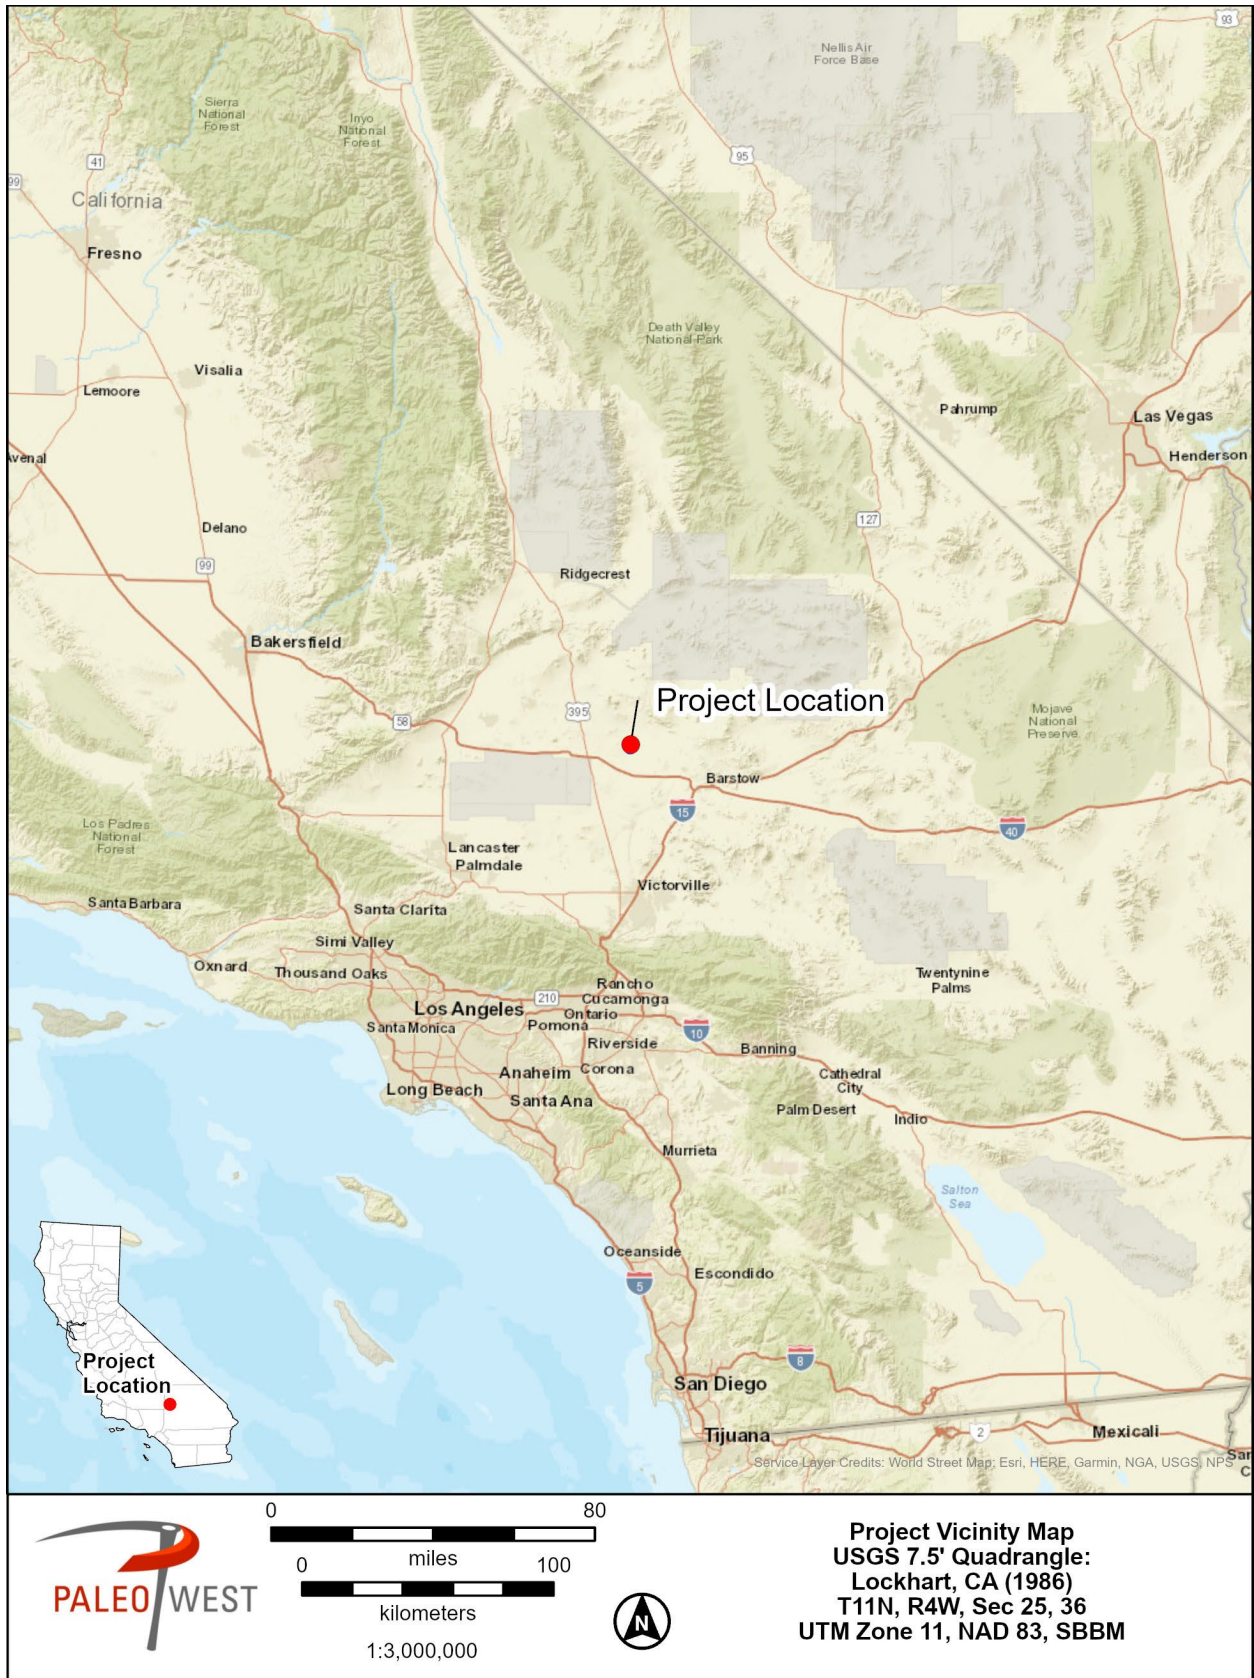 93
Nellis Air
Force Base
Sierra
National
Forest
Inyo
National
Forest
41
95
99
California
Fresno
Death Valley
National Park
Visalia
Lemoore
Pahrump
Las Vegas
Avenal
Henderson
Delano
127
99
Ridgecrest
Bakersfield
Project Location
58
395
Mojave
National
Preserve
Barstow
15
40
Los Padres
National
Forest
Lancaster
Palmdale
Victorville
Santa Barbara
Santa Clarita
Simi Valley
Oxnard
Thousand Oaks
Twentynine
Palms
Rancho
Cucamonga
210
Los Angeles
Ontario
Santa Monica
Pomona
10
Riverside
Banning
Anaheim
Corona
Cathedral
City
Long Beach
Santa Ana
Palm Desert
Indio
Murrieta
Salton
Sea
Oceanside
Escondido
5
Project
Location
8
San Diego
Tijuana
2
Mexicali
San
Service Layer Credits: World Street Map: Esri, HERE, Garmin, NGA, USGS, NPS
C
PALEO WEST
0 80
miles
0 100
kilometers
1:3,000,000
N
Project Vicinity Map
USGS 7.5' Quadrangle:
Lockhart, CA (1986)
T11N, R4W, Sec 25, 36
UTM Zone 11, NAD 83, SBBM